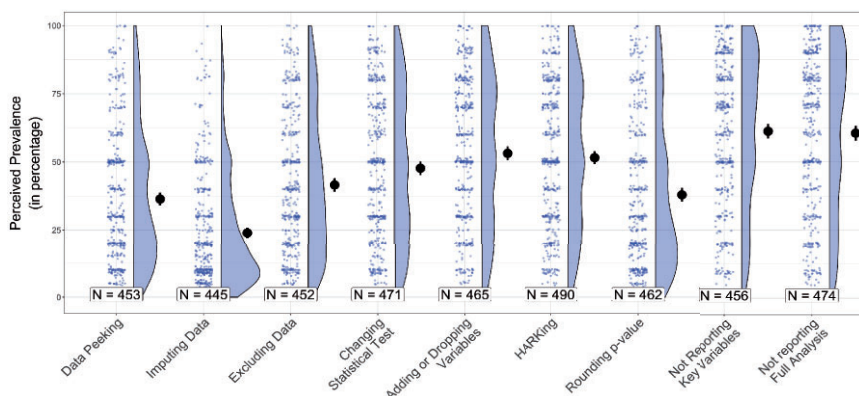 Perceived Prevalence
(in percentage)
100
75
50
25
0
N = 453
N = 445
N = 452
N = 471
N = 465
N = 490
N = 462
N = 456
N = 474
Data Peeking
Imputing Data
Excluding Data
Changing
Statistical Test
Adding or Dropping
Variables
HARKing
Rounding p-value
Not Reporting
Key Variables
Not reporting
Full Analysis